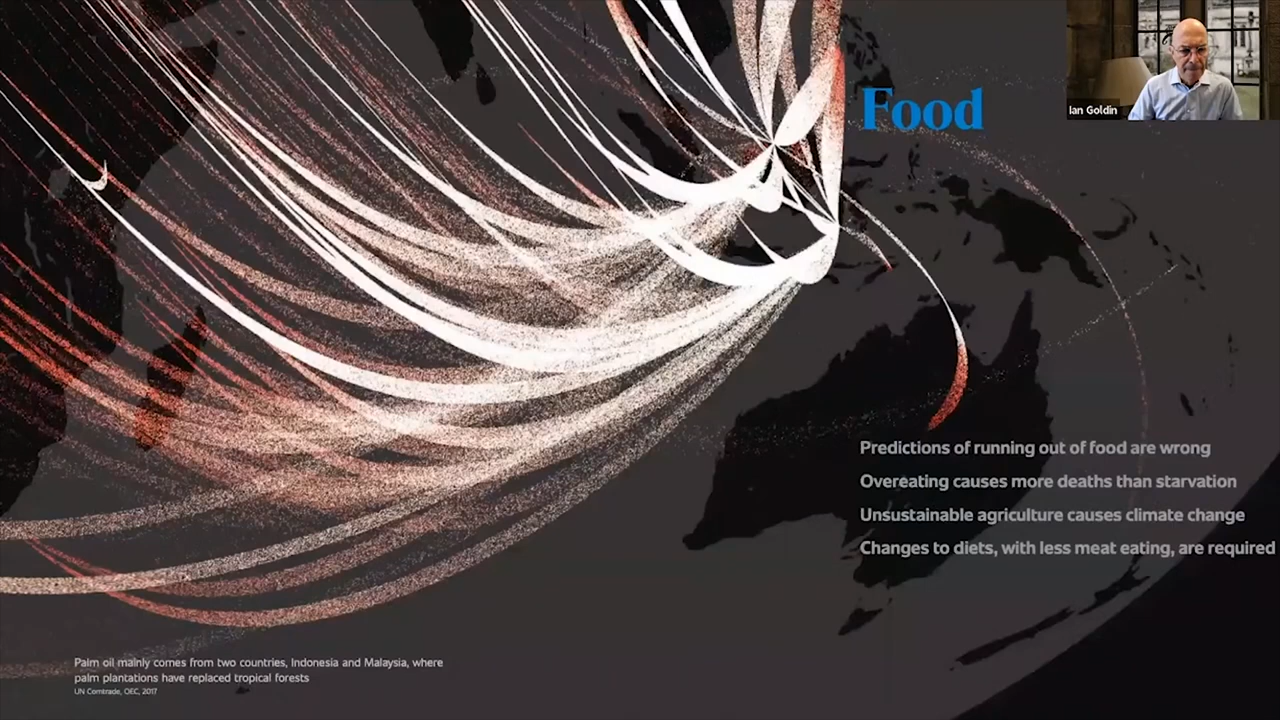 Food
Ian Goldin
Predictions of running out of food are wrong
Overeating causes more deaths than starvation
Unsustainable agriculture causes climate change
Changes to diets, with less meat eating, are required
Palm oil mainly comes from two countries, Indonesia and Malaysia, where
palm plantations have replaced tropical forests
UN Comtrade, OEC, 2017